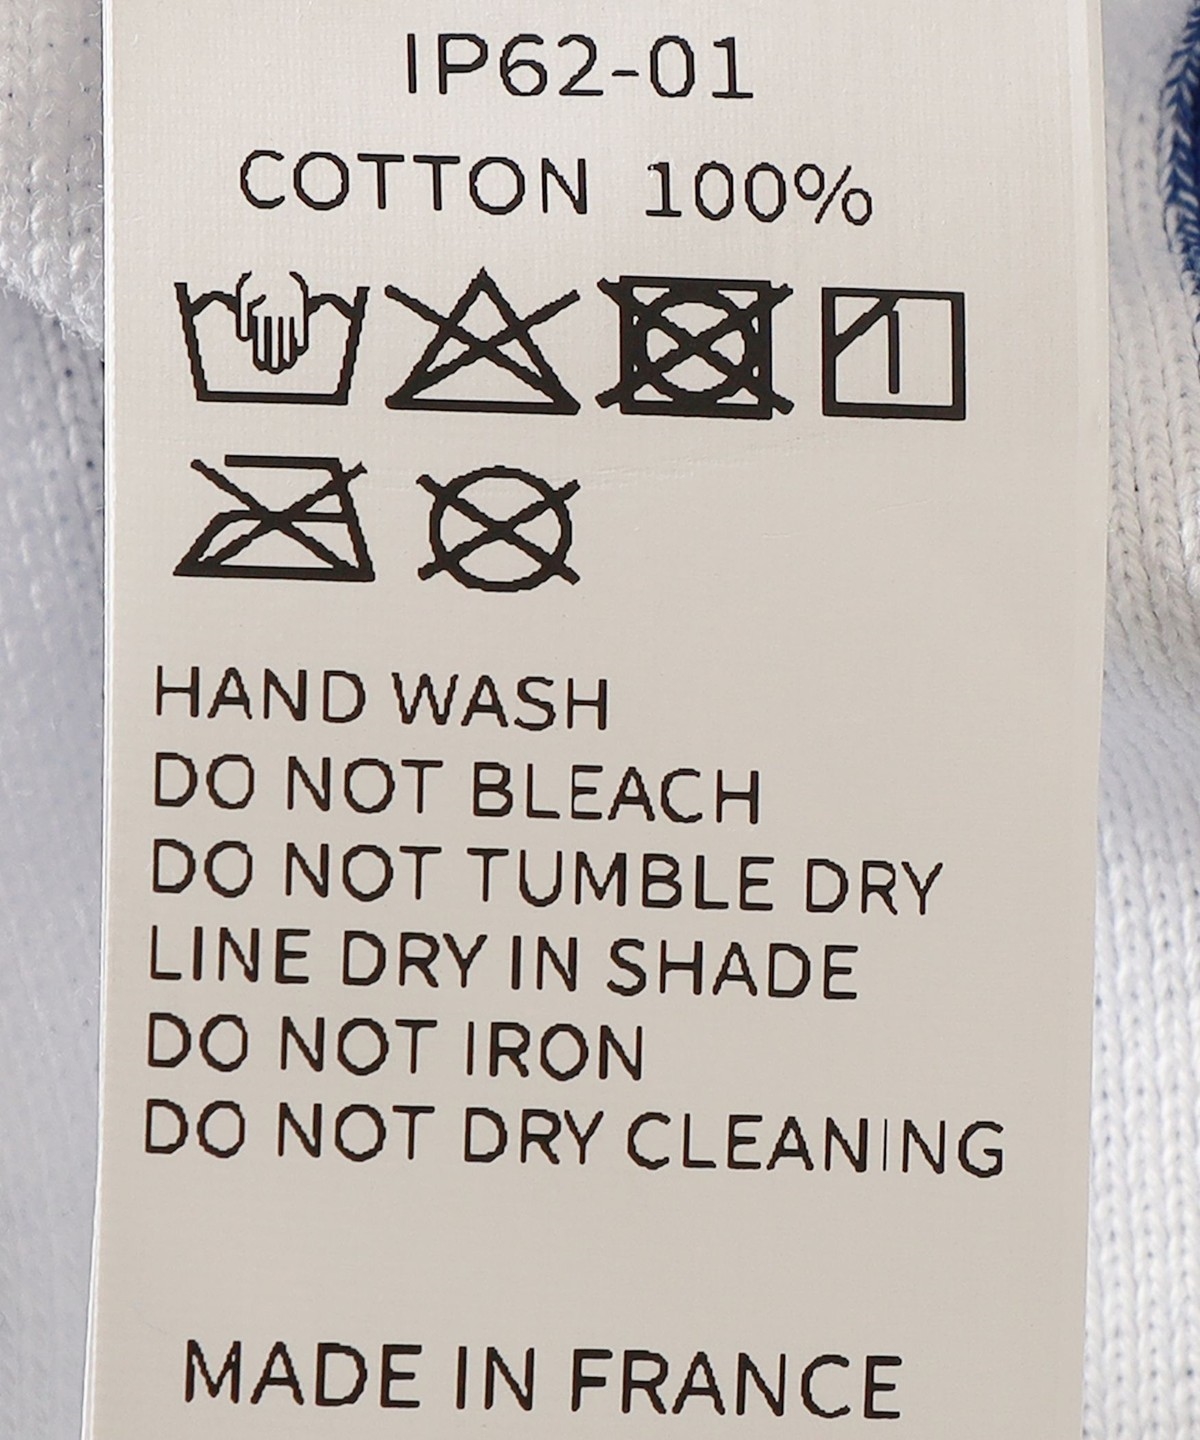 IP62-01
COTTON 100%
HAND WASH
DO NOT BLEACH
DO NOT TUMBLE DRY
LINE DRY IN SHADE
DO NOT IRON
DO NOT DRY CLEANING
MADE IN FRANCE